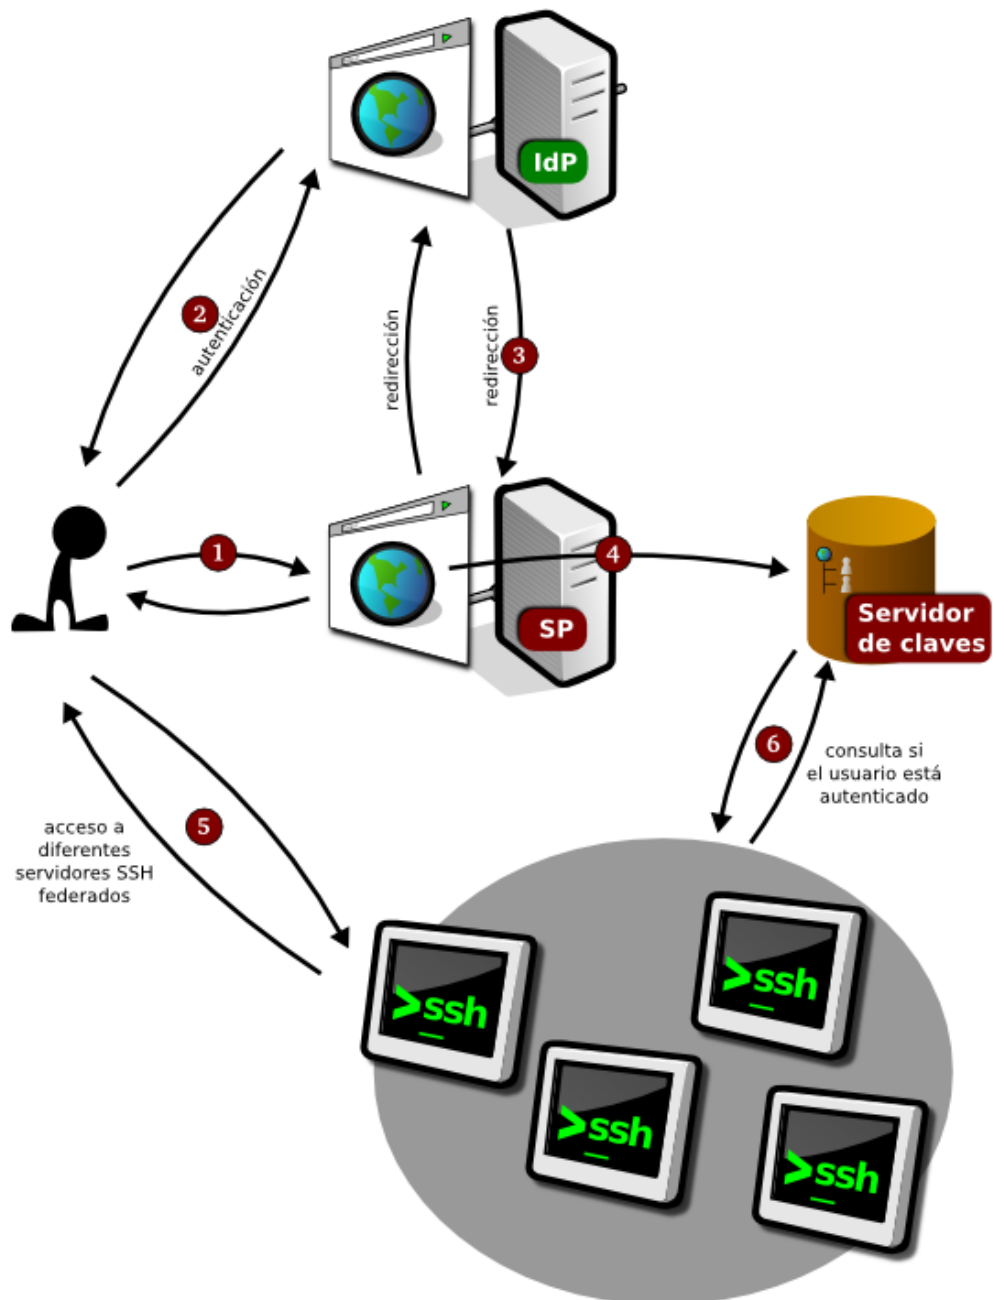 IdP
2
autenticación
redirección
redirección
3
1
4
SP
Servidor
de claves
6
consulta si
el usuario está
autenticado
5
acceso a
diferentes
servidores SSH
federados
>ssh
>ssh
>ssh
>ssh